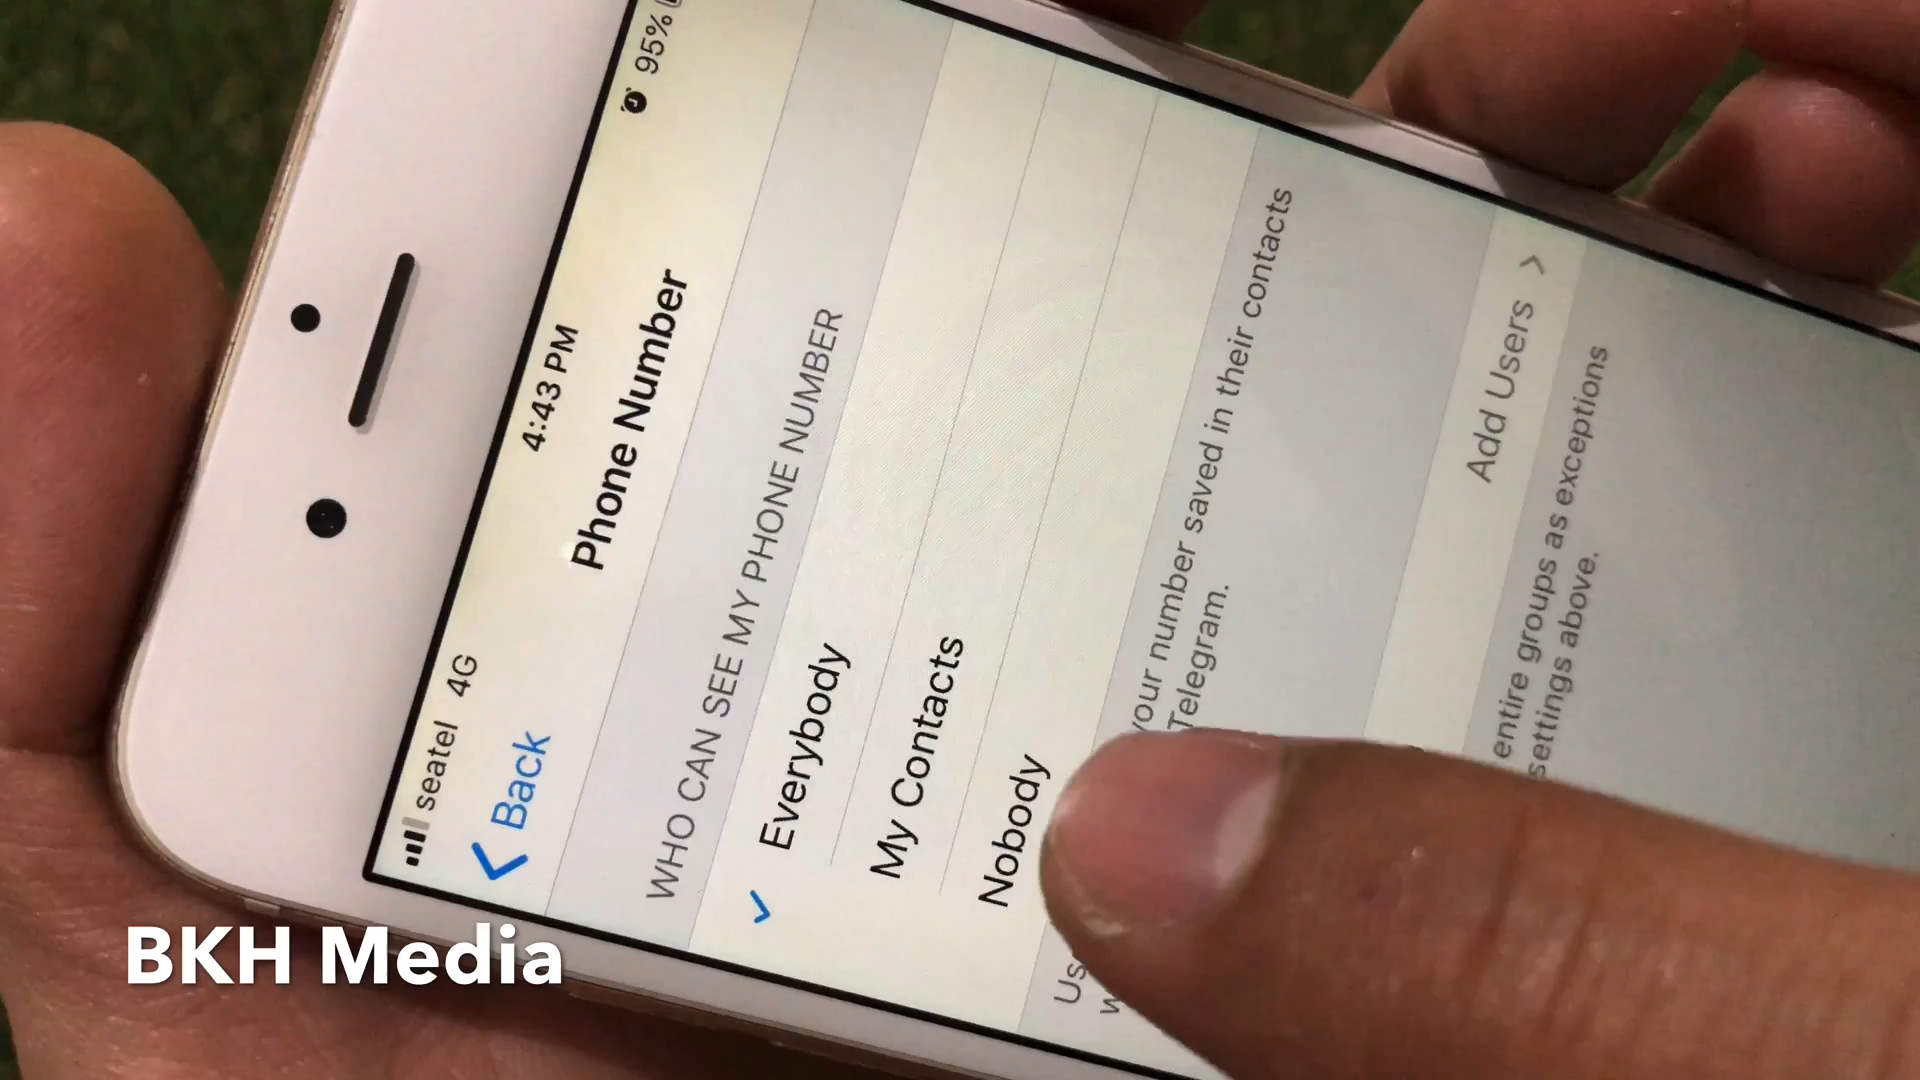 seatel 4G 4:43 PM 95%
Back Phone Number
WHO CAN SEE MY PHONE NUMBER
Everybody
My Contacts
Nobody
your number saved in their contacts
Telegram.
Add Users
entire groups as exceptions
settings above.
BKH Media